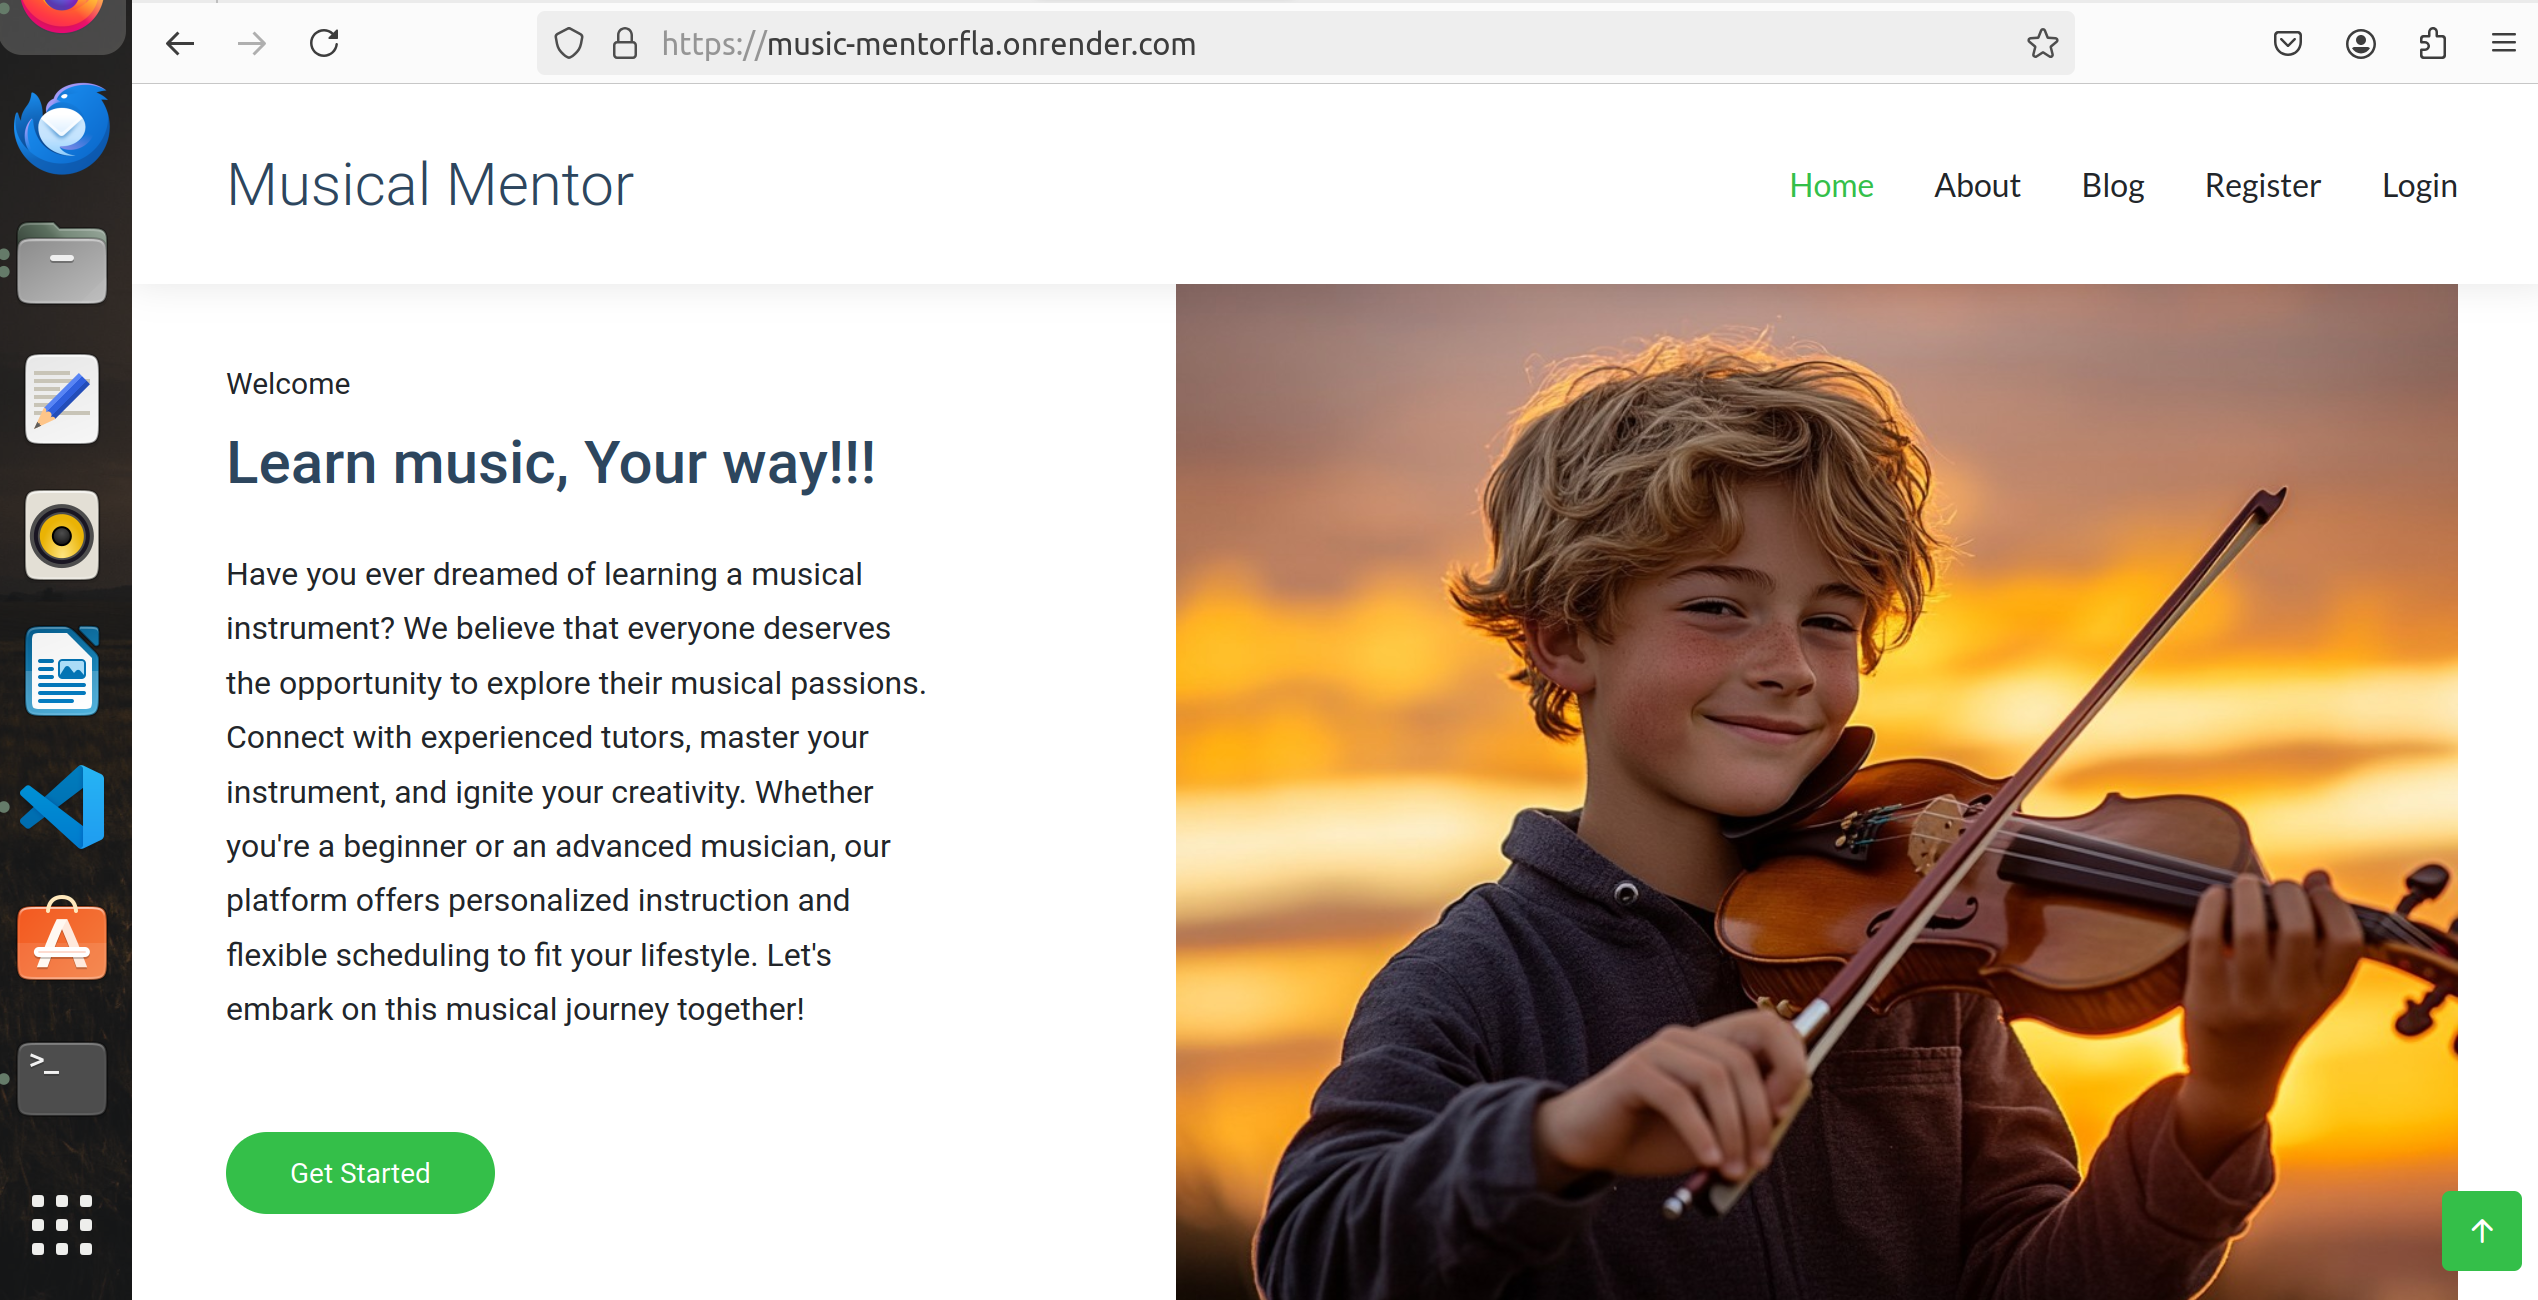 https://music-mentorfla.onrender.com
Musical Mentor
Home About Blog Register Login
Welcome
Learn music, Your way!!!
Have you ever dreamed of learning a musical
instrument? We believe that everyone deserves
the opportunity to explore their musical passions.
Connect with experienced tutors, master your
instrument, and ignite your creativity. Whether
you're a beginner or an advanced musician, our
platform offers personalized instruction and
flexible scheduling to fit your lifestyle. Let's
embark on this musical journey together!
Get Started